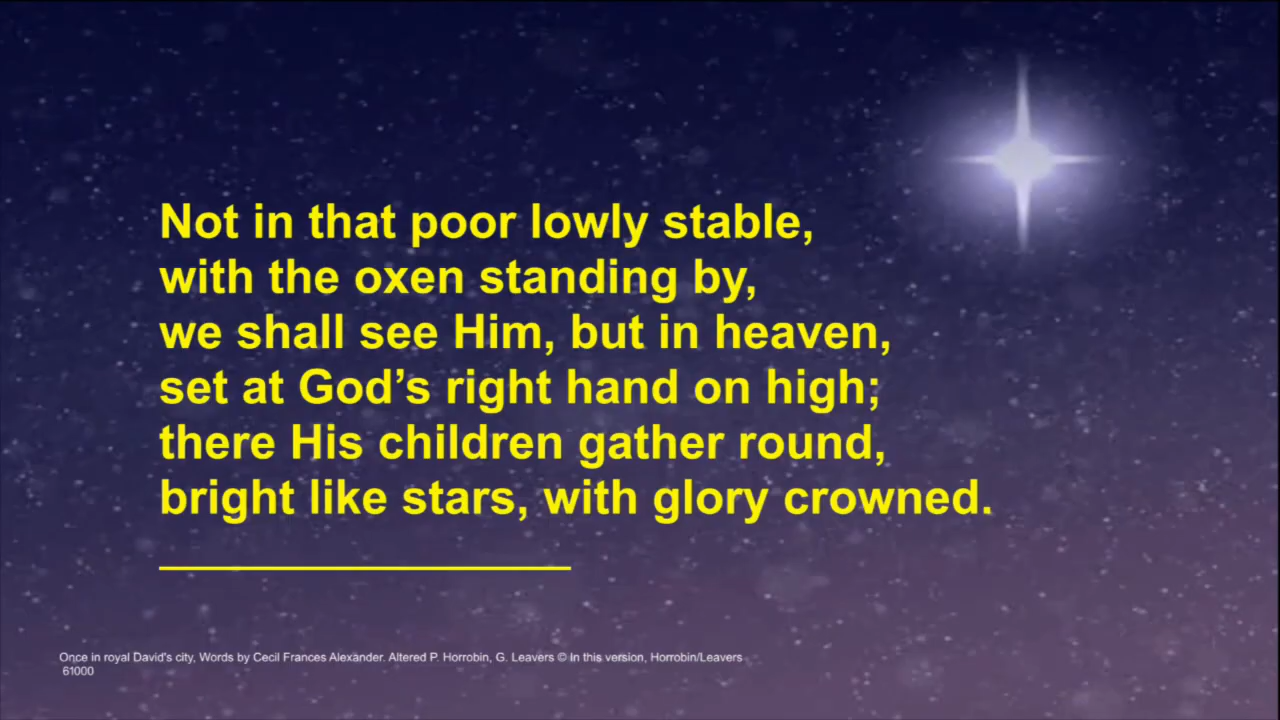 Not in that poor lowly stable,
with the oxen standing by,
we shall see Him, but in heaven,
set at God’s right hand on high;
there His children gather round,
bright like stars, with glory crowned.
Once in royal David's city, Words by Cecil Frances Alexander. Altered P. Horrobin, G. Leavers © In this version, Horrobin/Leavers
61000